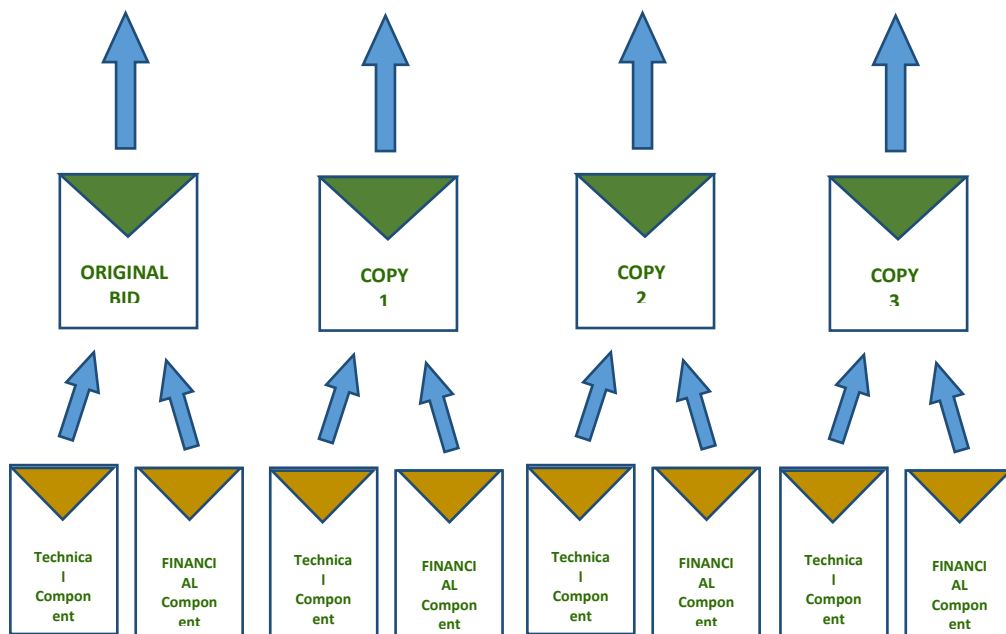 ORIGINAL
BID
COPY
1
COPY
2
COPY
3
Technica
l
Compon
ent
FINANCI
AL
Compon
ent
Technica
l
Compon
ent
FINANCI
AL
Compon
ent
Technica
l
Compon
ent
FINANCI
AL
Compon
ent
Technica
l
Compon
ent
FINANCI
AL
Compon
ent